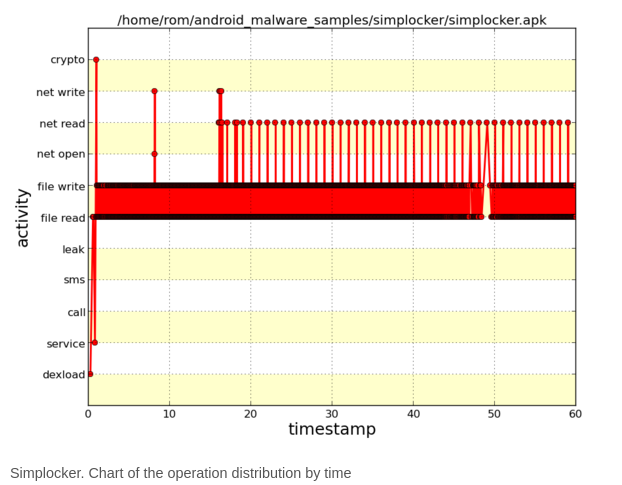 /home/rom/android_malware_samples/simplocker/simplocker.apk
crypto
net write
net read
net open
file write
file read
leak
sms
call
service
dexload
activity
0 10 20 30 40 50 60
timestamp
Simplocker. Chart of the operation distribution by time